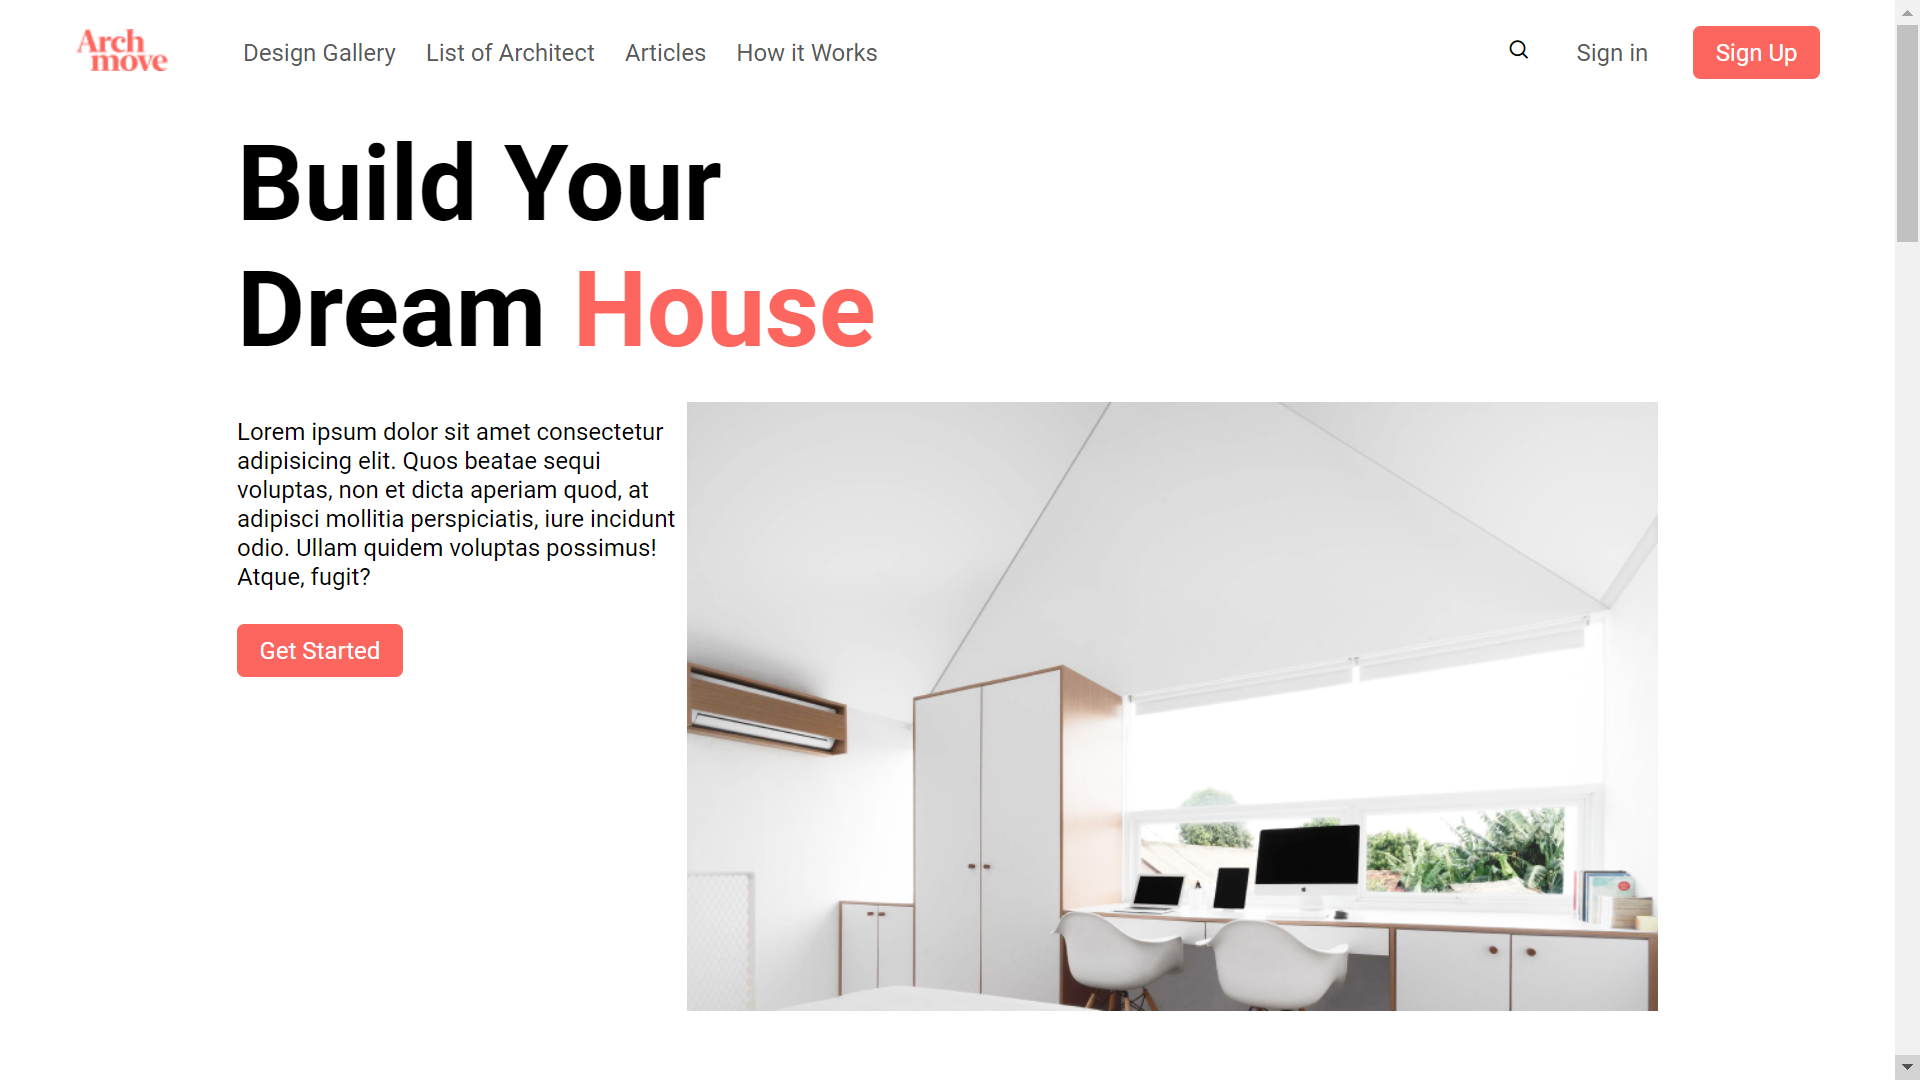 Arch
move
Design Gallery
List of Architect
Articles
How it Works
Sign in
Sign Up
Build Your
Dream House
Lorem ipsum dolor sit amet consectetur
adipisicing elit. Quos beatae sequi
voluptas, non et dicta aperiam quod, at
adipisci mollitia perspiciatis, iure incidunt
odio. Ullam quidem voluptas possimus!
Atque, fugit?
Get Started